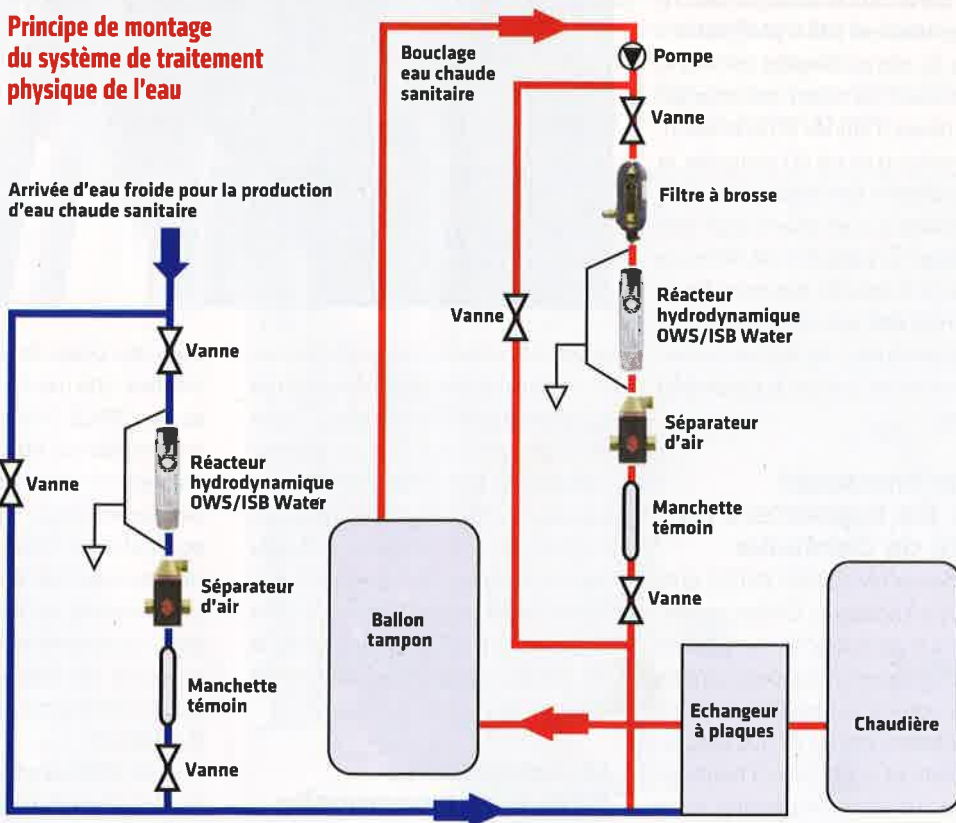 Principe de montage
du système de traitement
physique de l'eau
Arrivée d'eau froide pour la production
d'eau chaude sanitaire
Vanne
Vanne
Réacteur
hydrodynamique
OWS/ISB Water
Séparateur
d'air
Manchette
témoin
Vanne
Bouclage
eau chaude
sanitaire
Pompe
Vanne
Filtre à brosse
Vanne
Réacteur
hydrodynamique
OWS/ISB Water
Séparateur
d'air
Manchette
témoin
Vanne
Ballon
tampon
Echangeur
à plaques
Chaudière